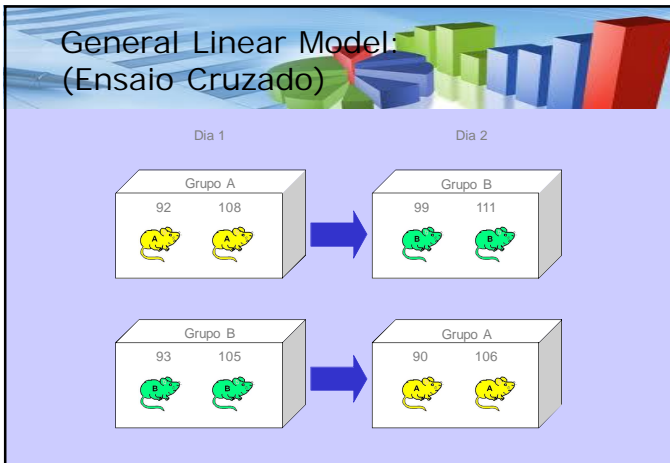 General Linear Model:
(Ensaio Cruzado)
Dia 1 Dia 2
Grupo A Grupo B
92 108 99 111
A A B B
Grupo B Grupo A
93 105 90 106
B B A A